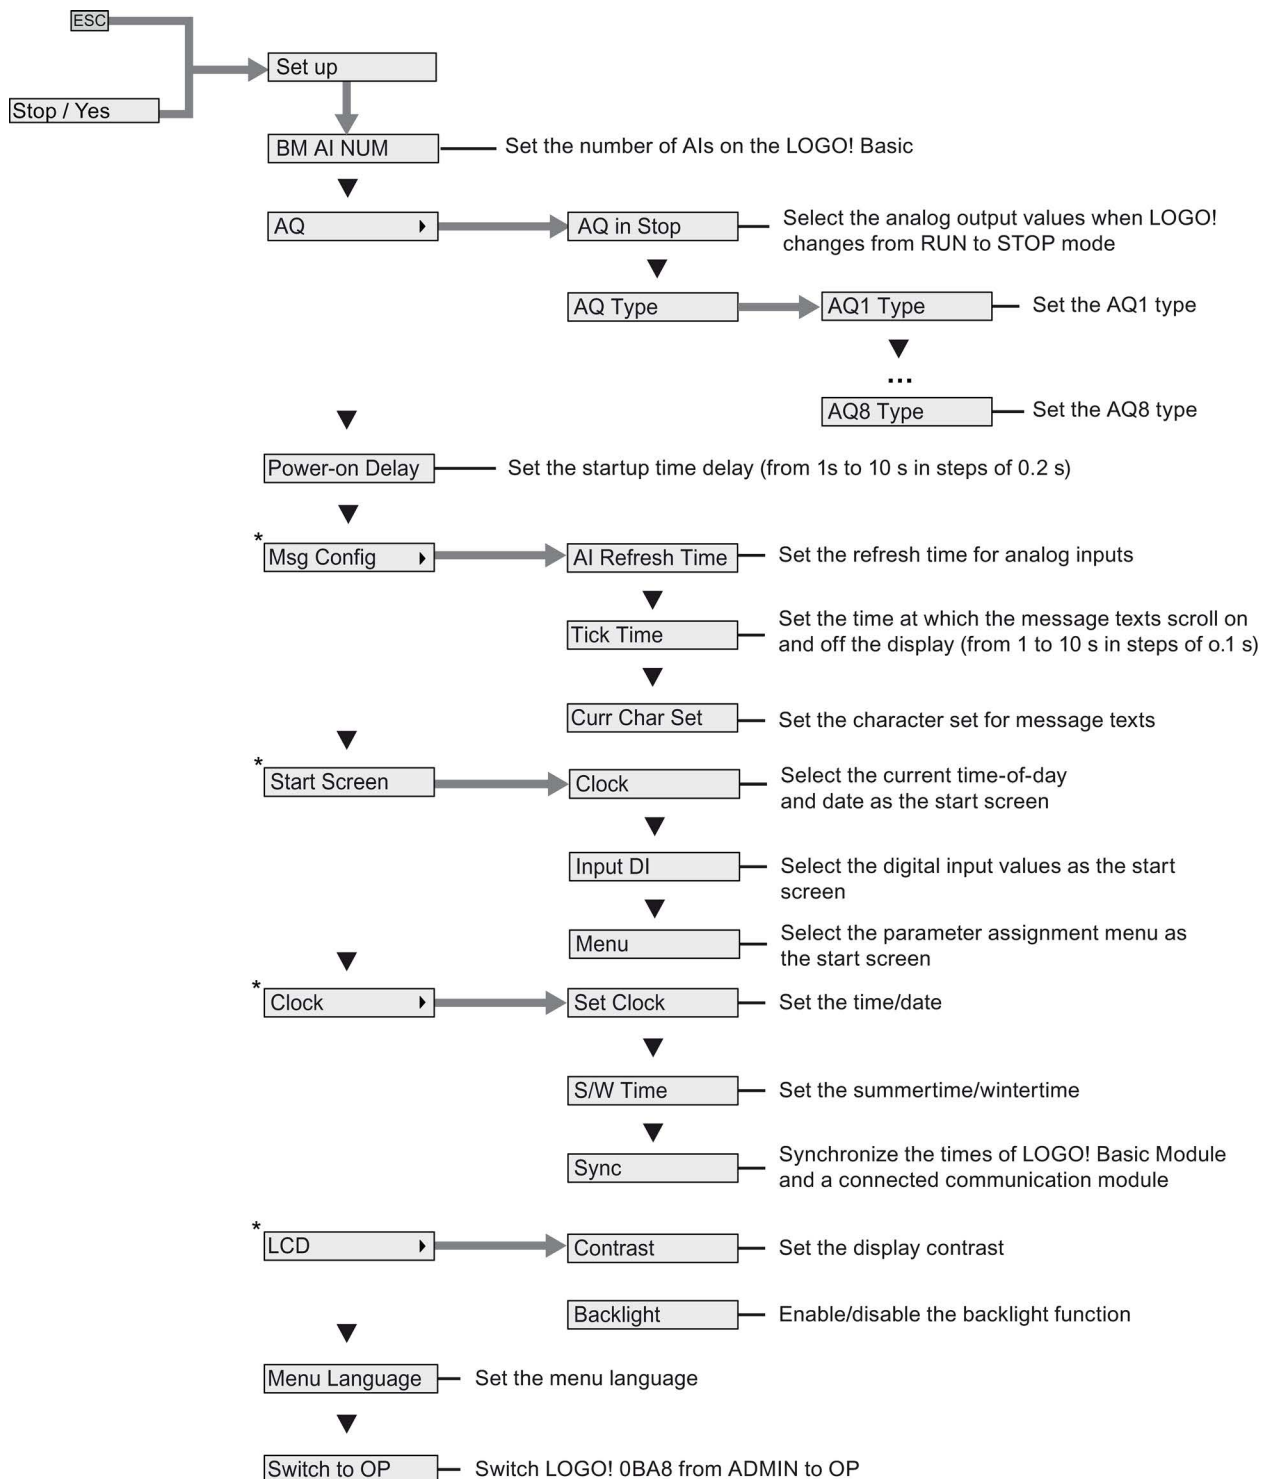 ESC
Set up
Stop / Yes
BM AI NUM
Set the number of AIs on the LOGO! Basic
AQ
AQ in Stop
Select the analog output values when LOGO!
changes from RUN to STOP mode
AQ Type
AQ1 Type
Set the AQ1 type
...
AQ8 Type
Set the AQ8 type
Power-on Delay
Set the startup time delay (from 1s to 10 s in steps of 0.2 s)
*
Msg Config
AI Refresh Time
Set the refresh time for analog inputs
Tick Time
Set the time at which the message texts scroll on
and off the display (from 1 to 10 s in steps of o.1 s)
Curr Char Set
Set the character set for message texts
*
Start Screen
Clock
Select the current time-of-day
and date as the start screen
Input DI
Select the digital input values as the start
screen
Menu
Select the parameter assignment menu as
the start screen
*
Clock
Set Clock
Set the time/date
S/W Time
Set the summertime/wintertime
Sync
Synchronize the times of LOGO! Basic Module
and a connected communication module
*
LCD
Contrast
Set the display contrast
Backlight
Enable/disable the backlight function
Menu Language
Set the menu language
Switch to OP
Switch LOGO! 0BA8 from ADMIN to OP